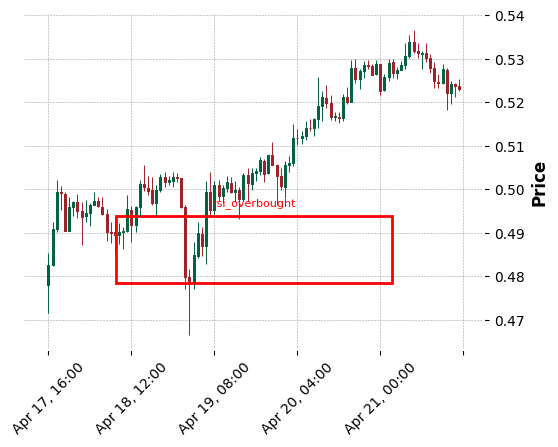 0.54
0.53
0.52
0.51
0.50
0.49
0.48
0.47
Price
si_overbought
Apr 17, 16:00
Apr 18, 12:00
Apr 19, 08:00
Apr 20, 04:00
Apr 21, 00:00